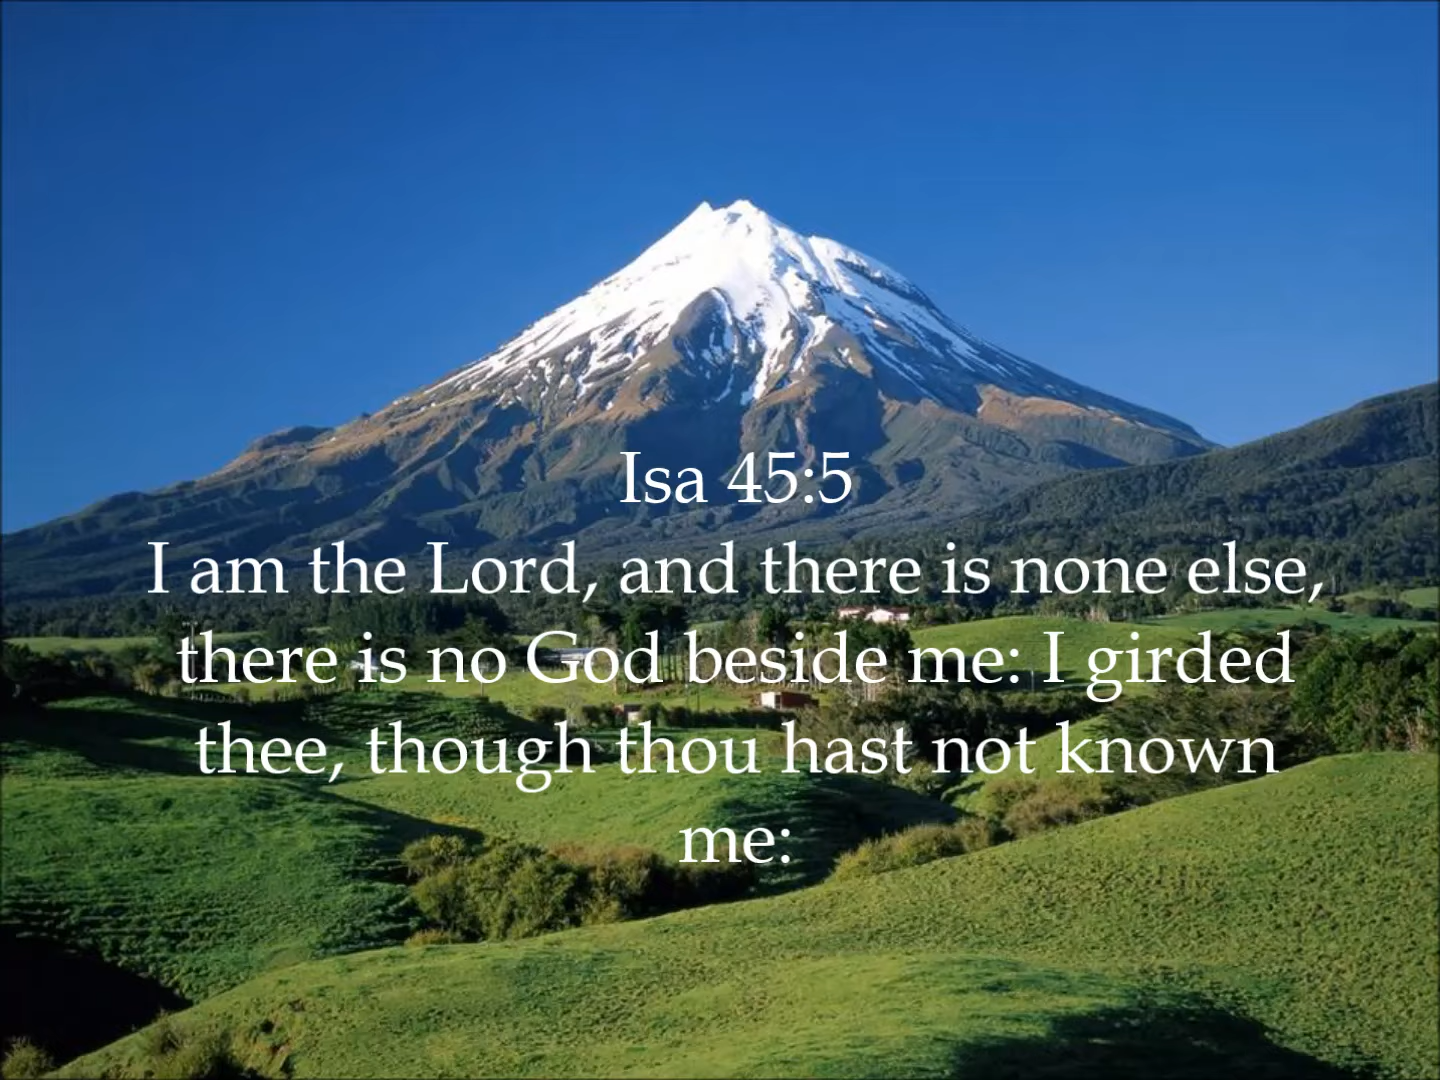 Isa 45:5
I am the Lord, and there is none else,
there is no God beside me: I girded
thee, though thou hast not known
me: